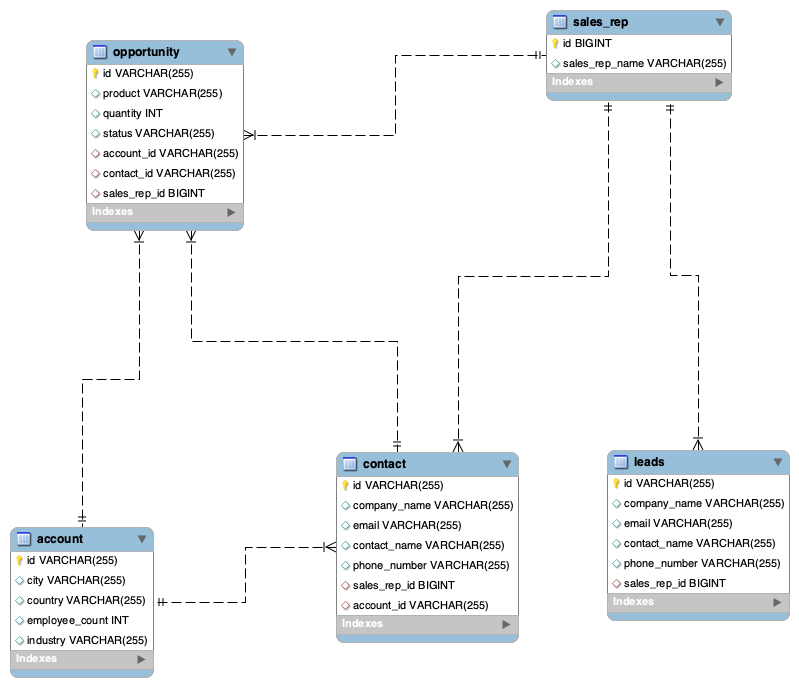 opportunity
id VARCHAR(255)
product VARCHAR(255)
quantity INT
status VARCHAR(255)
account_id VARCHAR(255)
contact_id VARCHAR(255)
sales_rep_id BIGINT
Indexes
sales_rep
id BIGINT
sales_rep_name VARCHAR(255)
Indexes
account
id VARCHAR(255)
city VARCHAR(255)
country VARCHAR(255)
employee_count INT
industry VARCHAR(255)
Indexes
contact
id VARCHAR(255)
company_name VARCHAR(255)
email VARCHAR(255)
contact_name VARCHAR(255)
phone_number VARCHAR(255)
sales_rep_id BIGINT
account_id VARCHAR(255)
Indexes
leads
id VARCHAR(255)
company_name VARCHAR(255)
email VARCHAR(255)
contact_name VARCHAR(255)
phone_number VARCHAR(255)
sales_rep_id BIGINT
Indexes